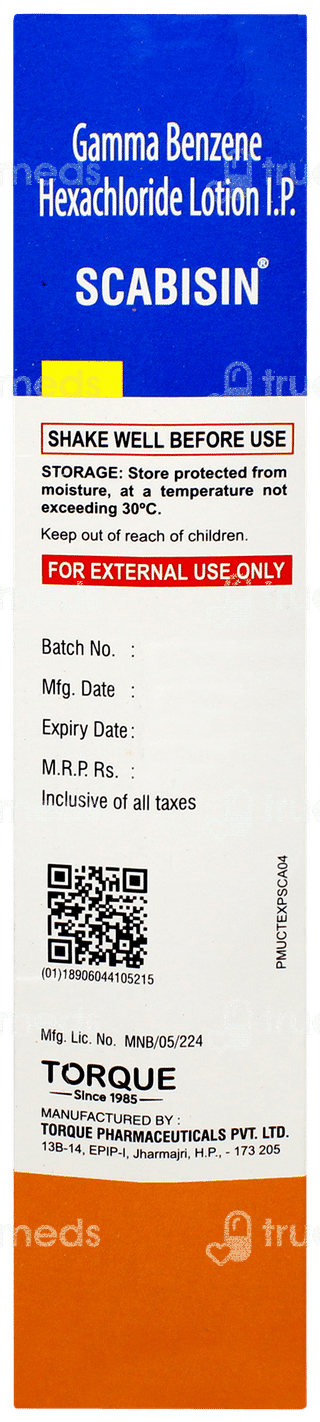 Gamma Benzene
Hexachloride Lotion I.P.
SCABISIN®
SHAKE WELL BEFORE USE
STORAGE: Store protected from
moisture, at a temperature not
exceeding 30ºC.
Keep out of reach of children.
FOR EXTERNAL USE ONLY
Batch No. :
Mfg. Date :
Expiry Date :
M.R.P. Rs. :
Inclusive of all taxes
PMUCTEXPSCA04
(01)18906044105215
Mfg. Lic. No. MNB/05/224
TORQUE
Since 1985
MANUFACTURED BY :
TORQUE PHARMACEUTICALS PVT. LTD.
13B-14, EPIP-I, Jharmajri, H.P., - 173 205